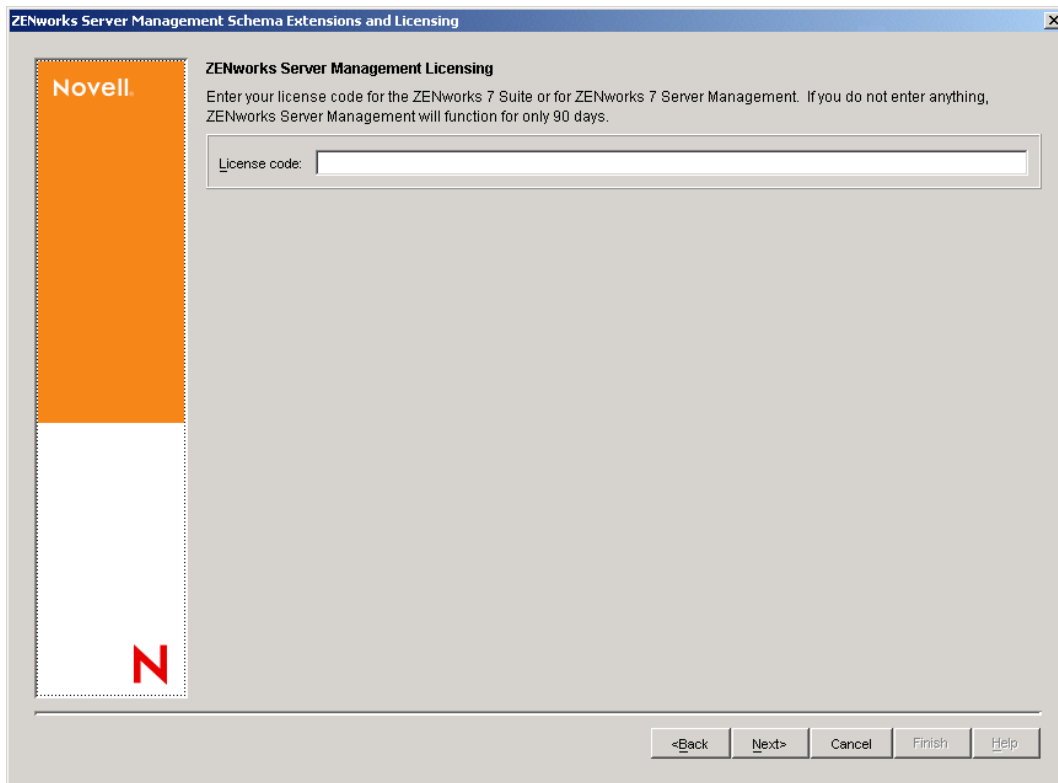 ZENworks Server Management Schema Extensions and Licensing
Novell.
ZENworks Server Management Licensing
Enter your license code for the ZENworks 7 Suite or for ZENworks 7 Server Management. If you do not enter anything,
ZENworks Server Management will function for only 90 days.
License code:
N
<Back Next> Cancel Finish Help